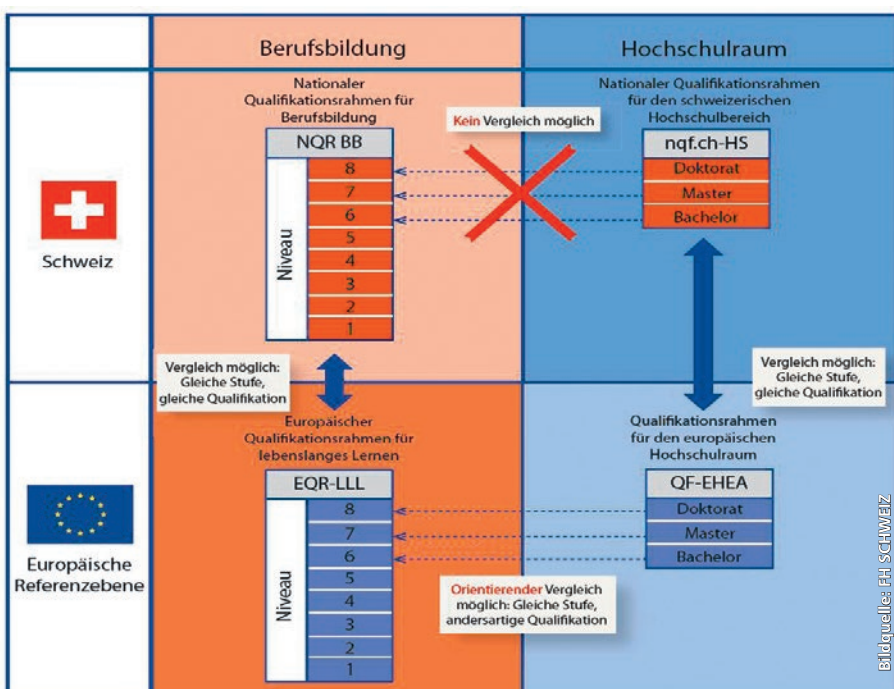 Berufsbildung
Hochschulraum
Schweiz
Nationaler
Qualifikationsrahmen für
Berufsbildung
NQR BB
Niveau
8
7
6
5
4
3
2
1
Kein Vergleich möglich
Nationaler Qualifikationsrahmen
für den schweizerischen
Hochschulbereich
nqf.ch-HS
Doktorat
Master
Bachelor
Vergleich möglich:
Gleiche Stufe,
gleiche Qualifikation
Vergleich möglich:
Gleiche Stufe,
gleiche Qualifikation
Europäische
Referenzebene
Europäischer
Qualifikationsrahmen für
lebenslanges Lernen
EQR-LLL
Niveau
8
7
6
5
4
3
2
1
Qualifikationsrahmen
für den europäischen
Hochschulraum
QF-EHEA
Doktorat
Master
Bachelor
Orientierender Vergleich
möglich: Gleiche Stufe,
andersartige Qualifikation
Bildquelle: FH SCHWEIZ